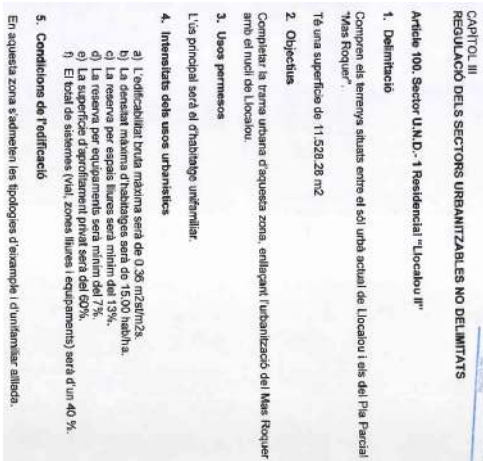 CAPÍTOL III
REGULACIÓ DELS SECTORS URBANITZABLES NO DELIMITATS
Article 100. Sector U.N.D.- 1 Residencial "Llocalou II"
1. Delimitació
Compren els terrenys situats entre el sòl urbà actual de Llocalou i els del Pla Parcial
"Mas Roquer".
Té una superfície de 11.528.28 m2
2. Objectius
Completar la trama urbana d'aquesta zona, enllaçant l'urbanització del Mas Roquer
amb el nucli de Llocalou.
3. Usos permesos
L'ús principal serà el d'habitatge unifamiliar.
4. Intensitats dels usos urbanístics
a) L'edificabilitat bruta màxima serà de 0.35 m2st/m2s.
b) La densitat màxima d'habitatges serà de 15.00 hab/ha.
c) La reserva per espais lliures serà mínim del 13%.
d) La reserva per equipaments serà mínim del 7%.
e) La superfície d'aprofitament privat serà del 60%.
f) El total de sistemes (vial, zones lliures i equipaments) serà d'un 40 %.
5. Condicions de l'edificació
En aquesta zona s'admeten les tipologies d'eixample i d'unifamiliar aïllada.